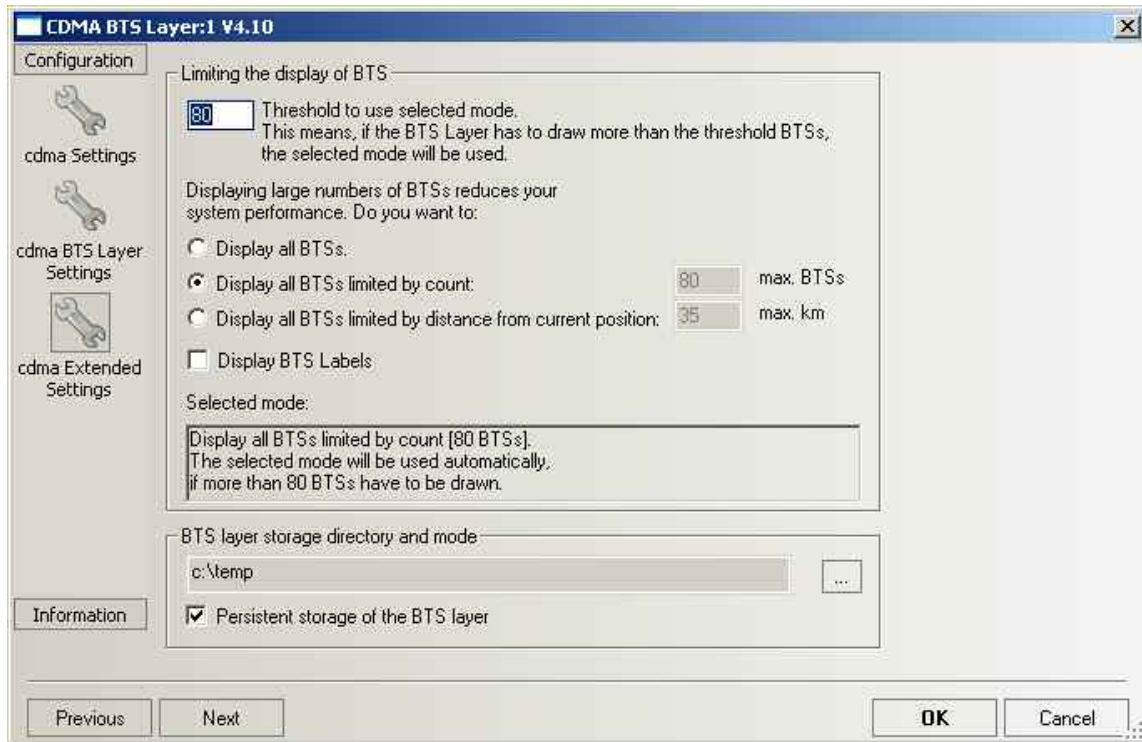 CDMA BTS Layer:1 V4.10
Configuration
cdma Settings
cdma BTS Layer
Settings
cdma Extended
Settings
Information
Limiting the display of BTS
80
Threshold to use selected mode.
This means, if the BTS Layer has to draw more than the threshold BTSs,
the selected mode will be used.
Displaying large numbers of BTSs reduces your
system performance. Do you want to:
Display all BTSs.
Display all BTSs limited by count: 80 max. BTSs
Display all BTSs limited by distance from current position: 35 max. km
Display BTS Labels
Selected mode:
Display all BTSs limited by count [80 BTSs].
The selected mode will be used automatically,
if more than 80 BTSs have to be drawn.
BTS layer storage directory and mode
c:\temp
...
Persistent storage of the BTS layer
Previous
Next
OK
Cancel